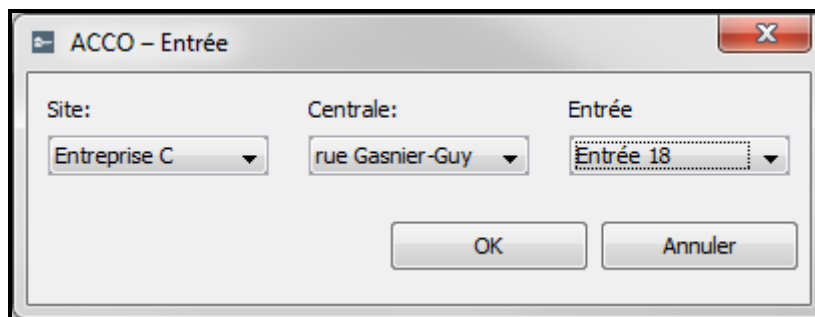 ACCO – Entrée
Site: Centrale: Entrée
Entreprise C rue Gasnier-Guy Entrée 18
OK Annuler